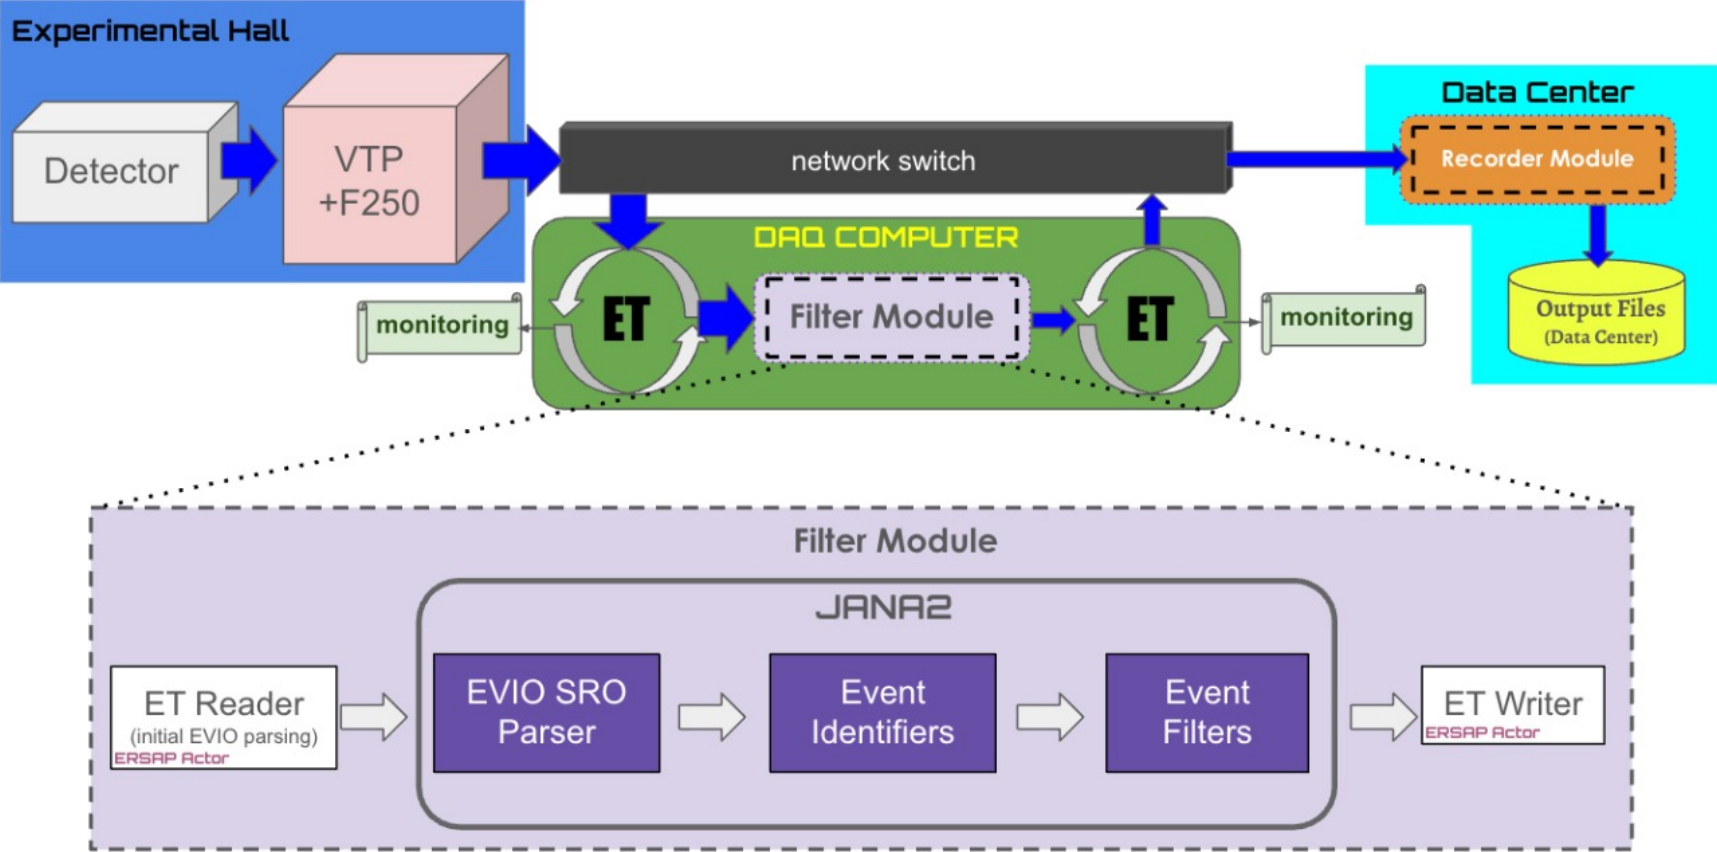 Experimental Hall
Detector
VTP
+F250
network switch
Data Center
Recorder Module
Output Files
(Data Center)
DAQ COMPUTER
monitoring
ET
Filter Module
ET
monitoring
Filter Module
JANA2
ET Reader
(initial EVIO parsing)
ERSAP Actor
EVIO SRO
Parser
Event
Identifiers
Event
Filters
ET Writer
ERSAP Actor